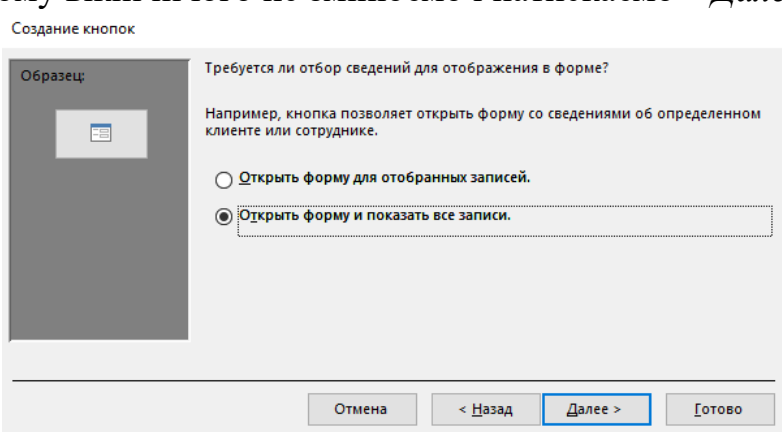 Создание кнопок
Образец:
Требуется ли отбор сведений для отображения в форме?
Например, кнопка позволяет открыть форму со сведениями об определенном
клиенте или сотруднике.
Открыть форму для отобранных записей.
Открыть форму и показать все записи.
Отмена
< Назад
Далее >
Готово